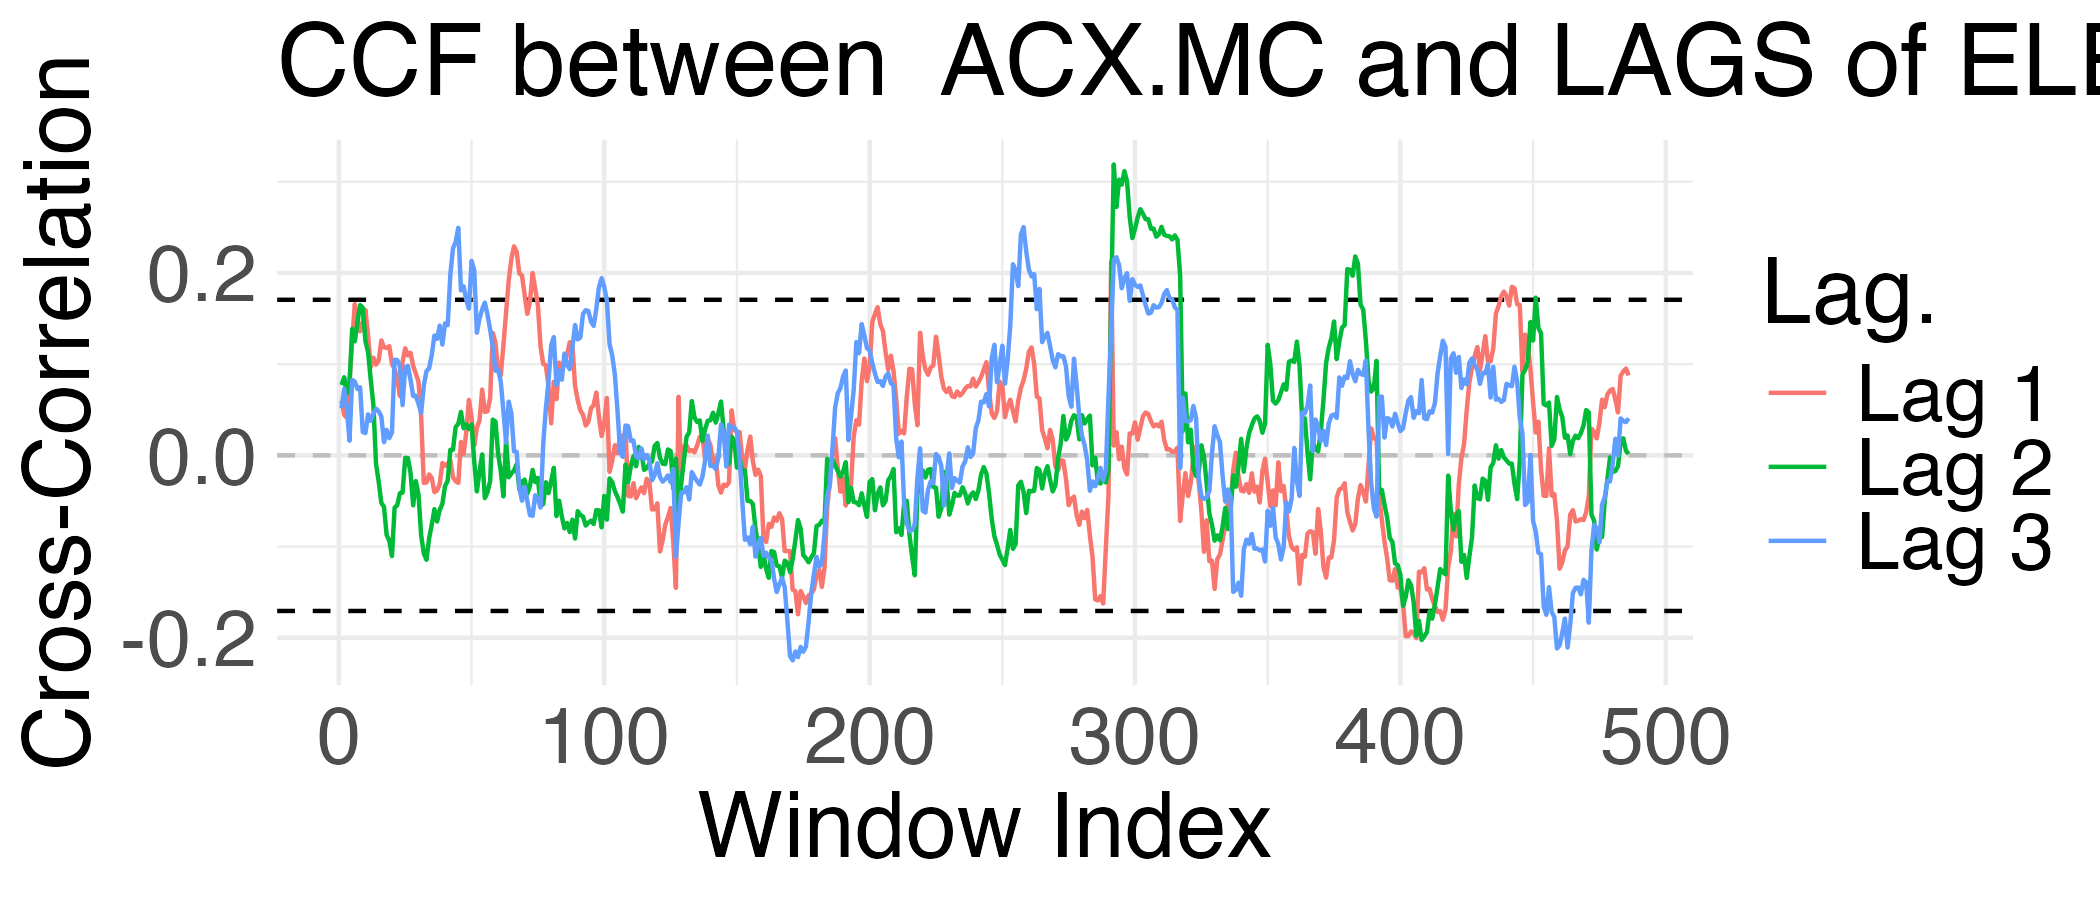 CCF between ACX.MC and LAGS of
Cross-Correlation
0.2
0.0
-0.2
0
100
200
300
400
500
Window Index
Lag.
Lag 1
Lag 2
Lag 3